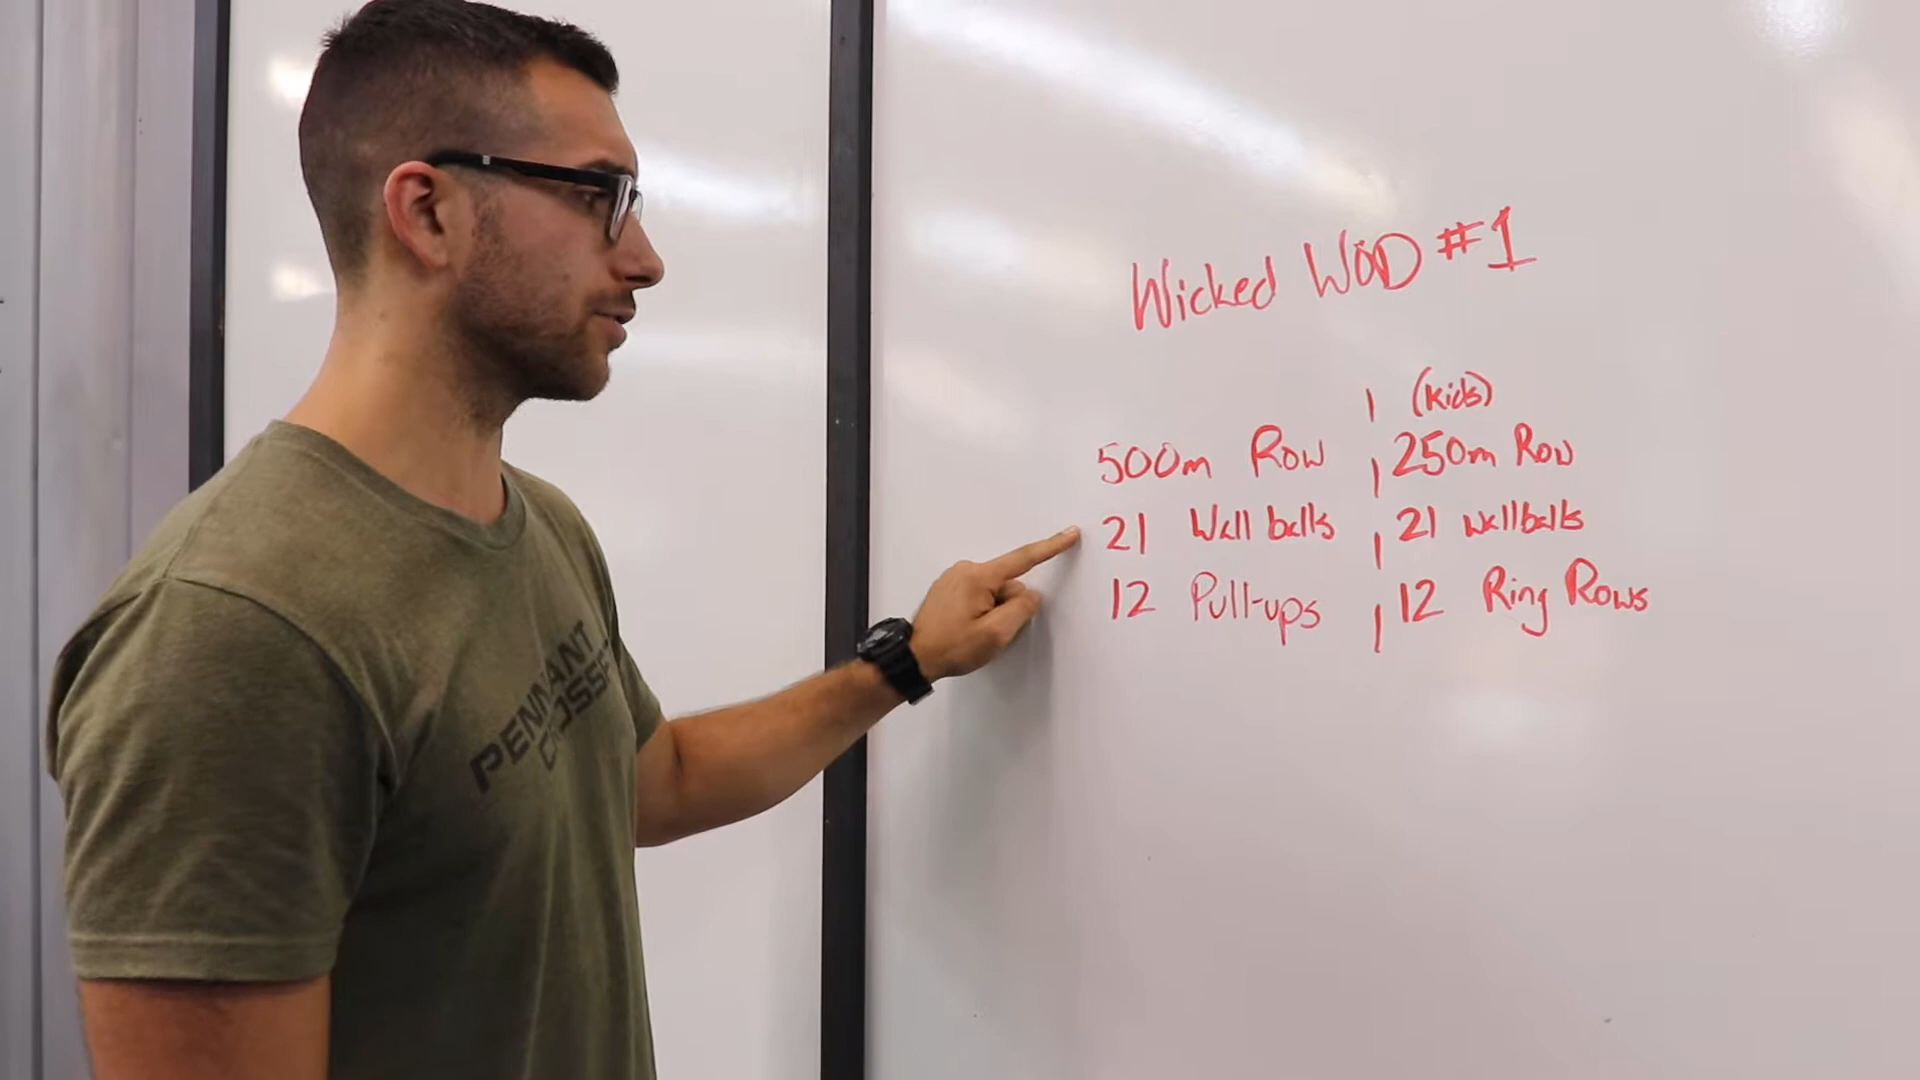 Wicked WOD #1
(kids)
500m Row | 250m Row
21 Wall balls | 21 wallballs
12 Pull-ups | 12 Ring Rows
PENNANT